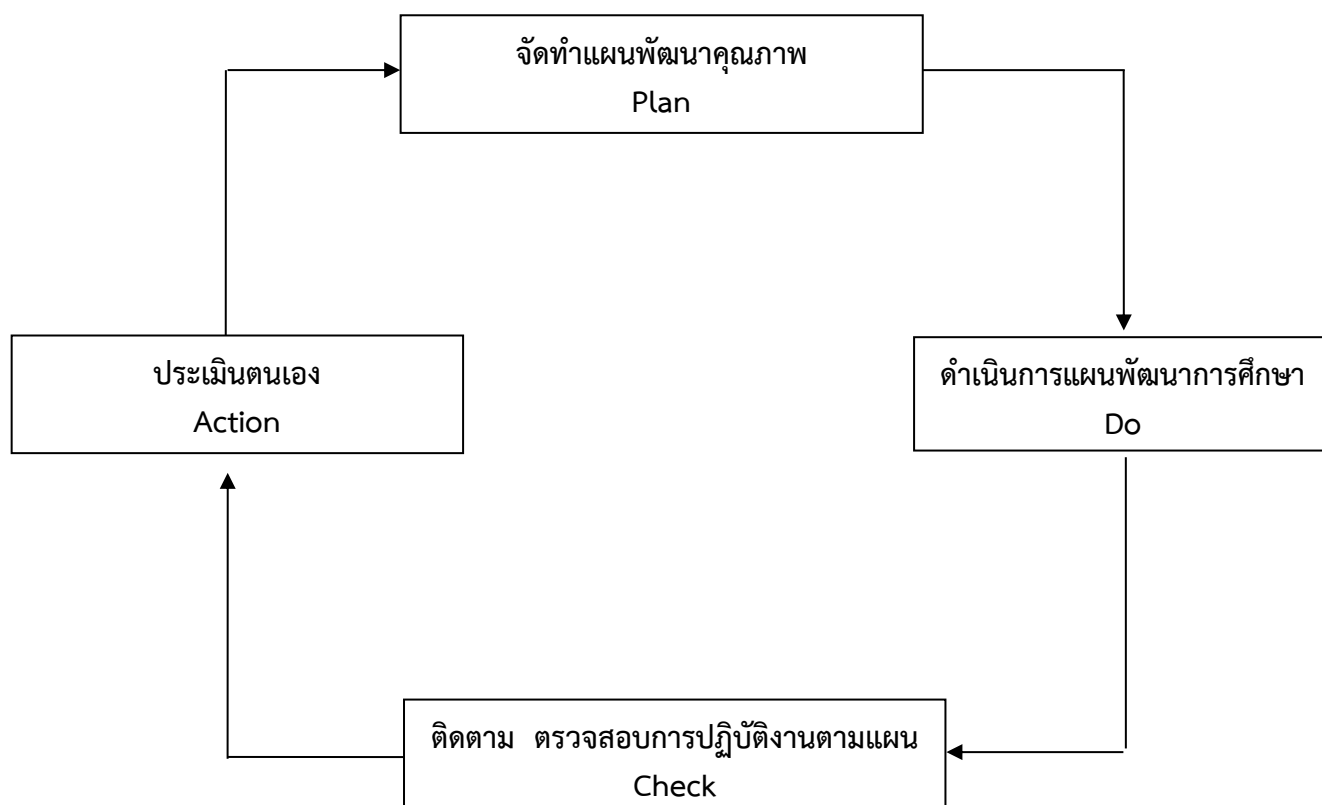 จัดทำแผนพัฒนาคุณภาพ
Plan
ประเมินตนเอง
Action
ดำเนินการแผนพัฒนาการศึกษา
Do
ติดตาม ตรวจสอบการปฏิบัติงานตามแผน
Check